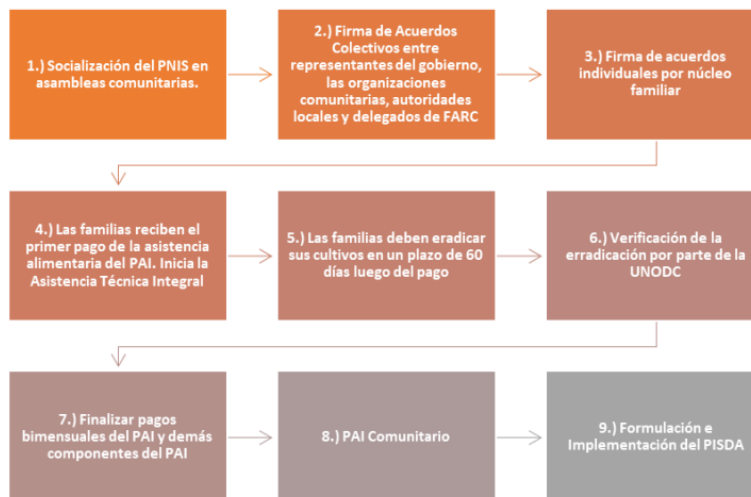 1.) Socialización del PNIS en
asambleas comunitarias.
2.) Firma de Acuerdos
Colectivos entre
representantes del gobierno,
las organizaciones
comunitarias, autoridades
locales y delegados de FARC
3.) Firma de acuerdos
individuales por núcleo
familiar
4.) Las familias reciben el
primer pago de la asistencia
alimentaria del PAI. Inicia la
Asistencia Técnica Integral
5.) Las familias deben eradicar
sus cultivos en un plazo de 60
días luego del pago
6.) Verificación de la
erradicación por parte de la
UNODC
7.) Finalizar pagos
bimensuales del PAI y demás
componentes del PAI
8.) PAI Comunitario
9.) Formulación e
Implementación del PISDA